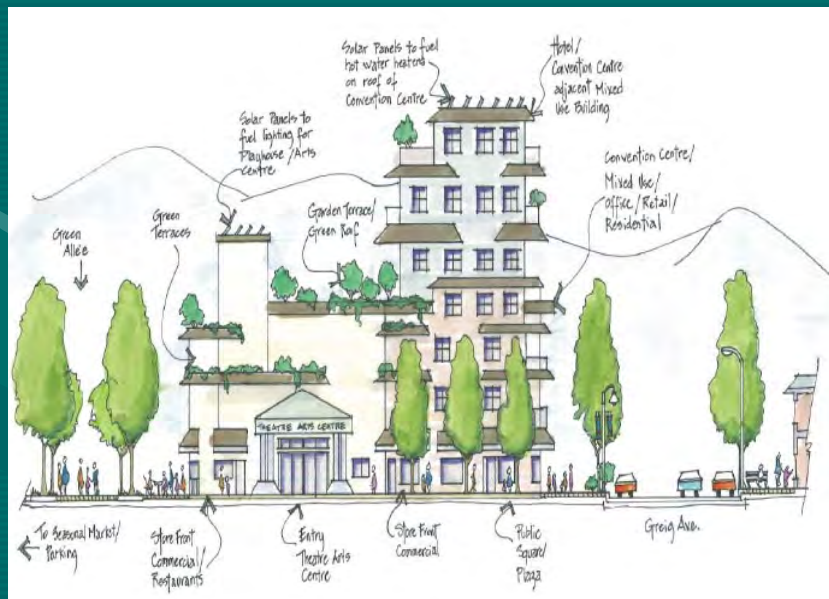 Solar Panels to fuel
hot water heaters
on roof of
Convention Centre
Hotel/
Convention Centre
adjacent Mixed
Use Building
Solar Panels to
fuel lighting for
Playhouse/Arts
centre
Convention Centre/
Mixed Use/
Office/Retail/
Residential
Green
Allée
Green
Terraces
Garden Terrace/
Green Roof
THEATRE ARTS CENTRE
To Seasonal Market/
Parking
Store Front
Commercial/
Restaurants
Entry
Theatre Arts
Centre
Store Front
Commercial
Public
Square/
Plaza
Greig Ave.